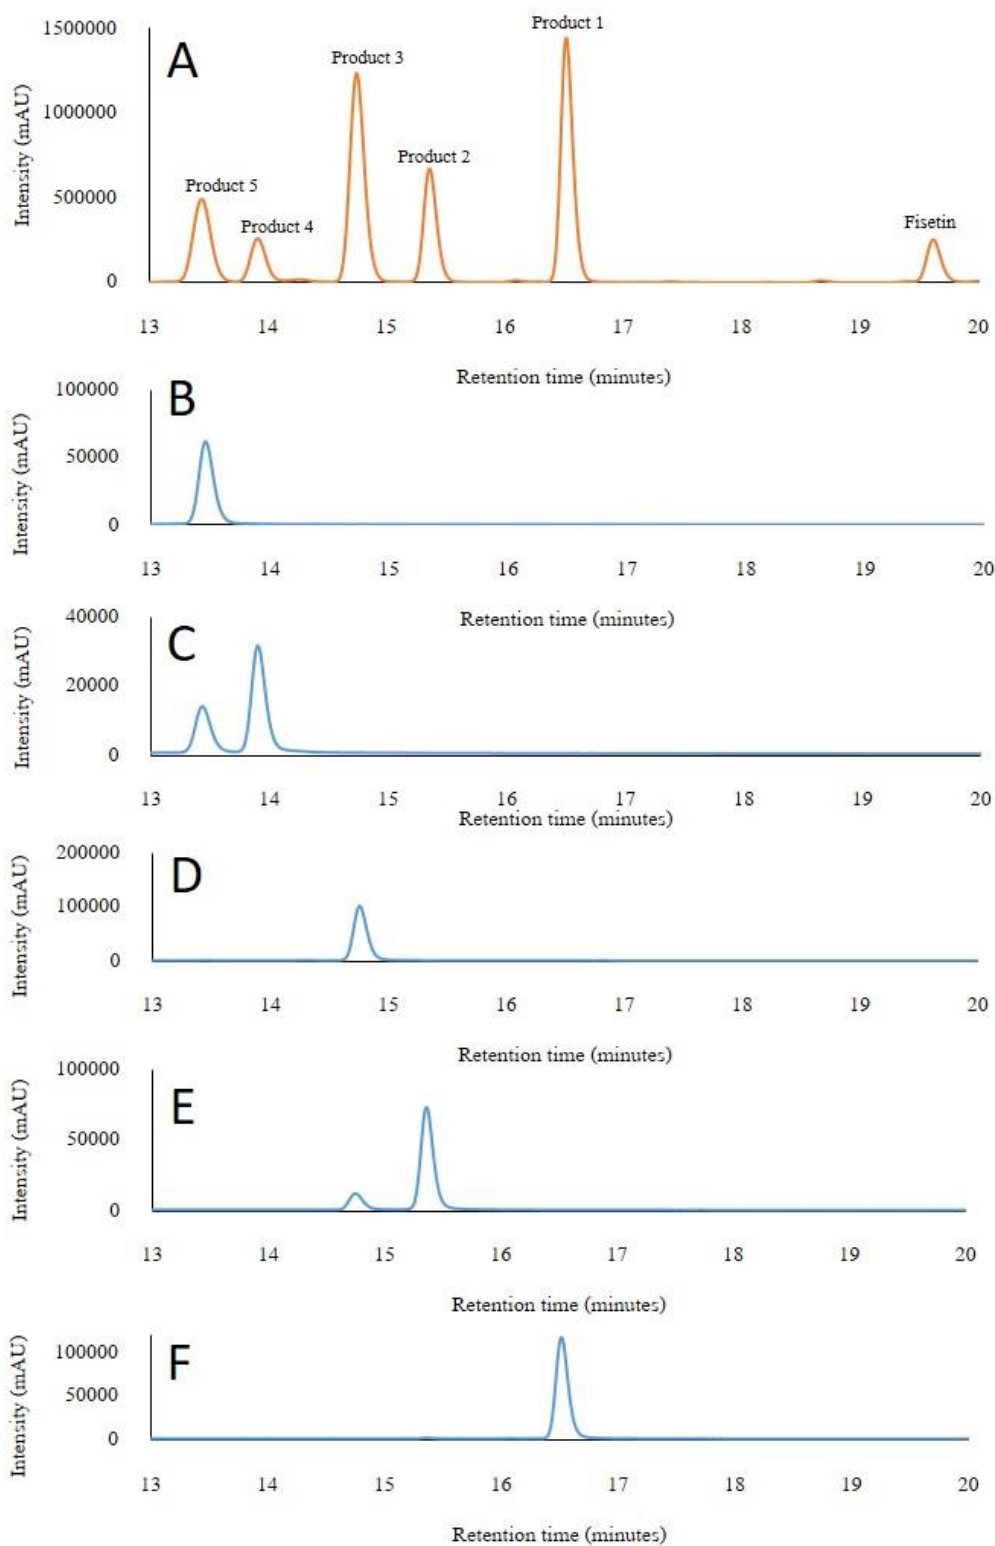 Product 1
1500000
A
Product 3
1000000
Product 2
Product 5
500000
Product 4
Fisetin
0
Intensity (mAU)
13 14 15 16 17 18 19 20
Retention time (minutes)
100000
B
50000
0
Intensity (mAU)
13 14 15 16 17 18 19 20
Retention time (minutes)
40000
C
20000
0
Intensity (mAU)
13 14 15 16 17 18 19 20
Retention time (minutes)
200000
D
100000
0
Intensity (mAU)
13 14 15 16 17 18 19 20
Retention time (minutes)
100000
E
50000
0
Intensity (mAU)
13 14 15 16 17 18 19 20
Retention time (minutes)
F
100000
50000
0
Intensity (mAU)
13 14 15 16 17 18 19 20
Retention time (minutes)